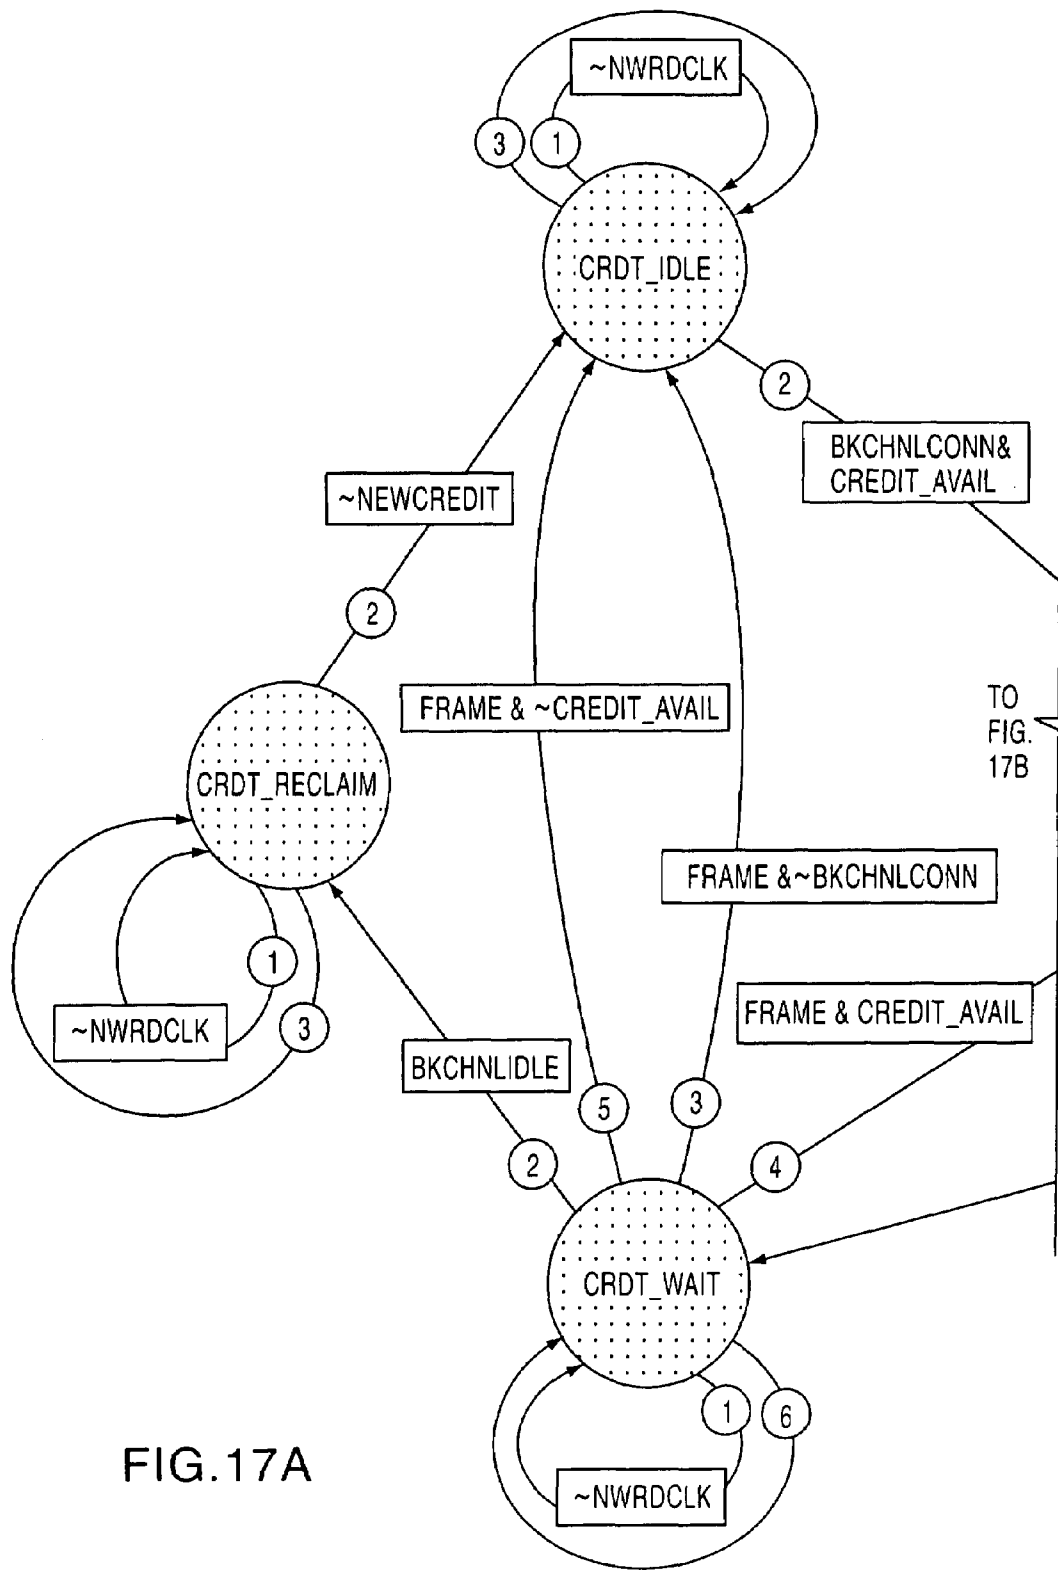 ~NWRDCLK
3
1
CRDT_IDLE
2
BKCHNLCONN&
CREDIT_AVAIL
~NEWCREDIT
2
FRAME & ~CREDIT_AVAIL
TO
FIG.
17B
CRDT_RECLAIM
FRAME &~BKCHNLCONN
1
3
~NWRDCLK
FRAME & CREDIT_AVAIL
BKCHNLIDLE
5
3
2
4
CRDT_WAIT
1
6
~NWRDCLK
FIG.17A